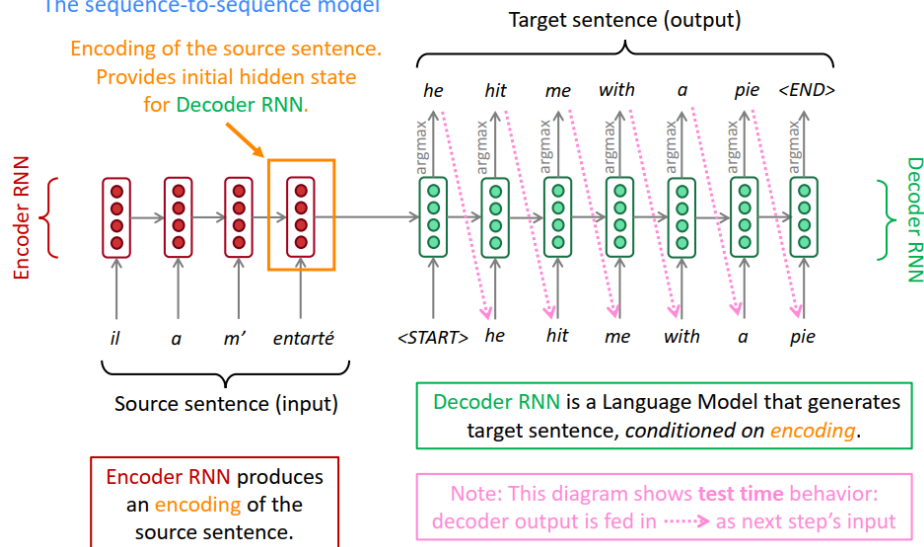 The sequence-to-sequence model
Target sentence (output)
Encoding of the source sentence.
Provides initial hidden state
for Decoder RNN.
he hit me with a pie <END>
argmax argmax argmax argmax argmax argmax argmax
Encoder RNN
Decoder RNN
il a m’ entarté
<START> he hit me with a pie
Source sentence (input)
Decoder RNN is a Language Model that generates
target sentence, conditioned on encoding.
Encoder RNN produces
an encoding of the
source sentence.
Note: This diagram shows test time behavior:
decoder output is fed in as next step’s input